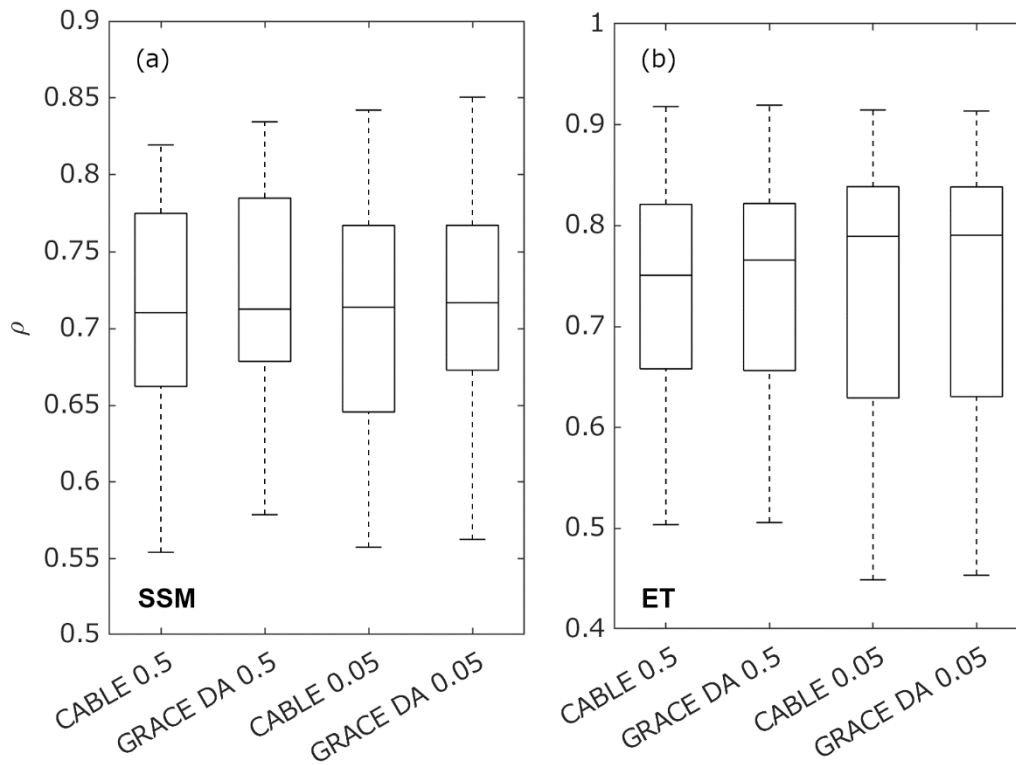 (a)
0.9
0.85
0.8
0.75
0.7
0.65
0.6
0.55
0.5
ρ
SSM
CABLE 0.5
GRACE DA 0.5
CABLE 0.05
GRACE DA 0.05
(b)
1
0.9
0.8
0.7
0.6
0.5
0.4
ET
CABLE 0.5
GRACE DA 0.5
CABLE 0.05
GRACE DA 0.05